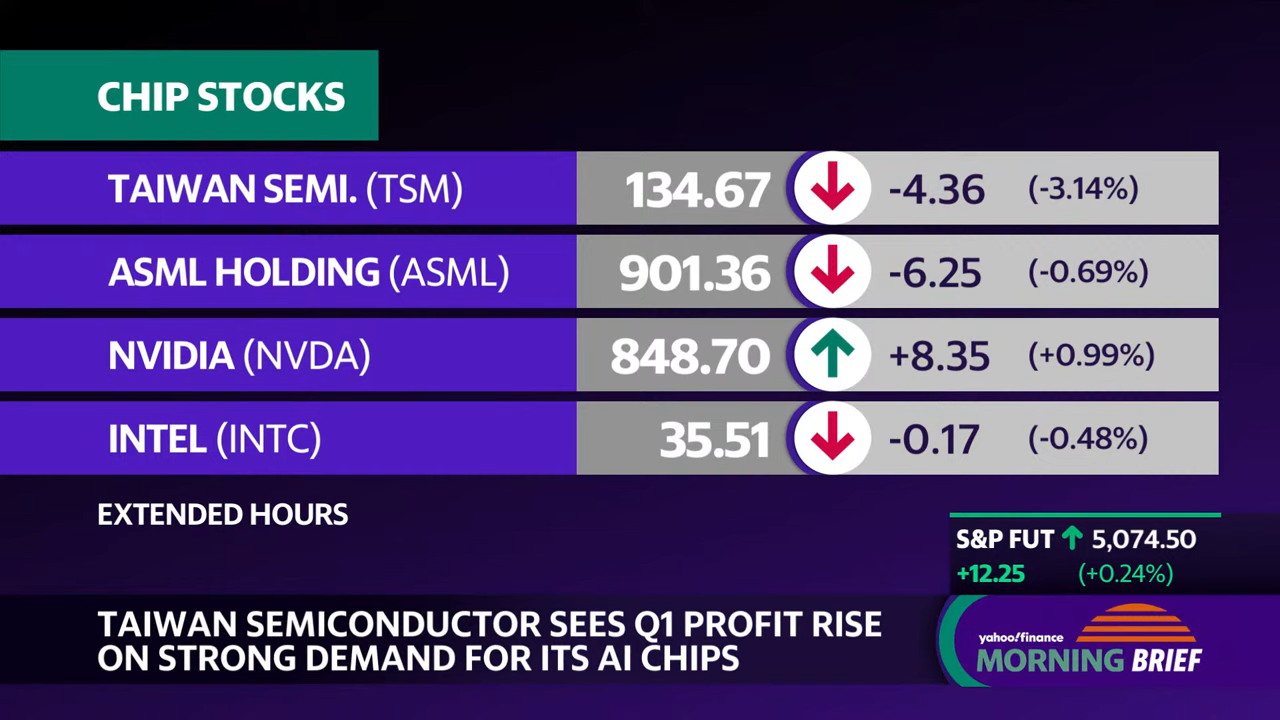 CHIP STOCKS
TAIWAN SEMI. (TSM) 134.67 -4.36 (-3.14%)
ASML HOLDING (ASML) 901.36 -6.25 (-0.69%)
NVIDIA (NVDA) 848.70 +8.35 (+0.99%)
INTEL (INTC) 35.51 -0.17 (-0.48%)
EXTENDED HOURS
S&P FUT 5,074.50
+12.25 (+0.24%)
TAIWAN SEMICONDUCTOR SEES Q1 PROFIT RISE
ON STRONG DEMAND FOR ITS AI CHIPS
yahoo!finance
MORNING BRIEF